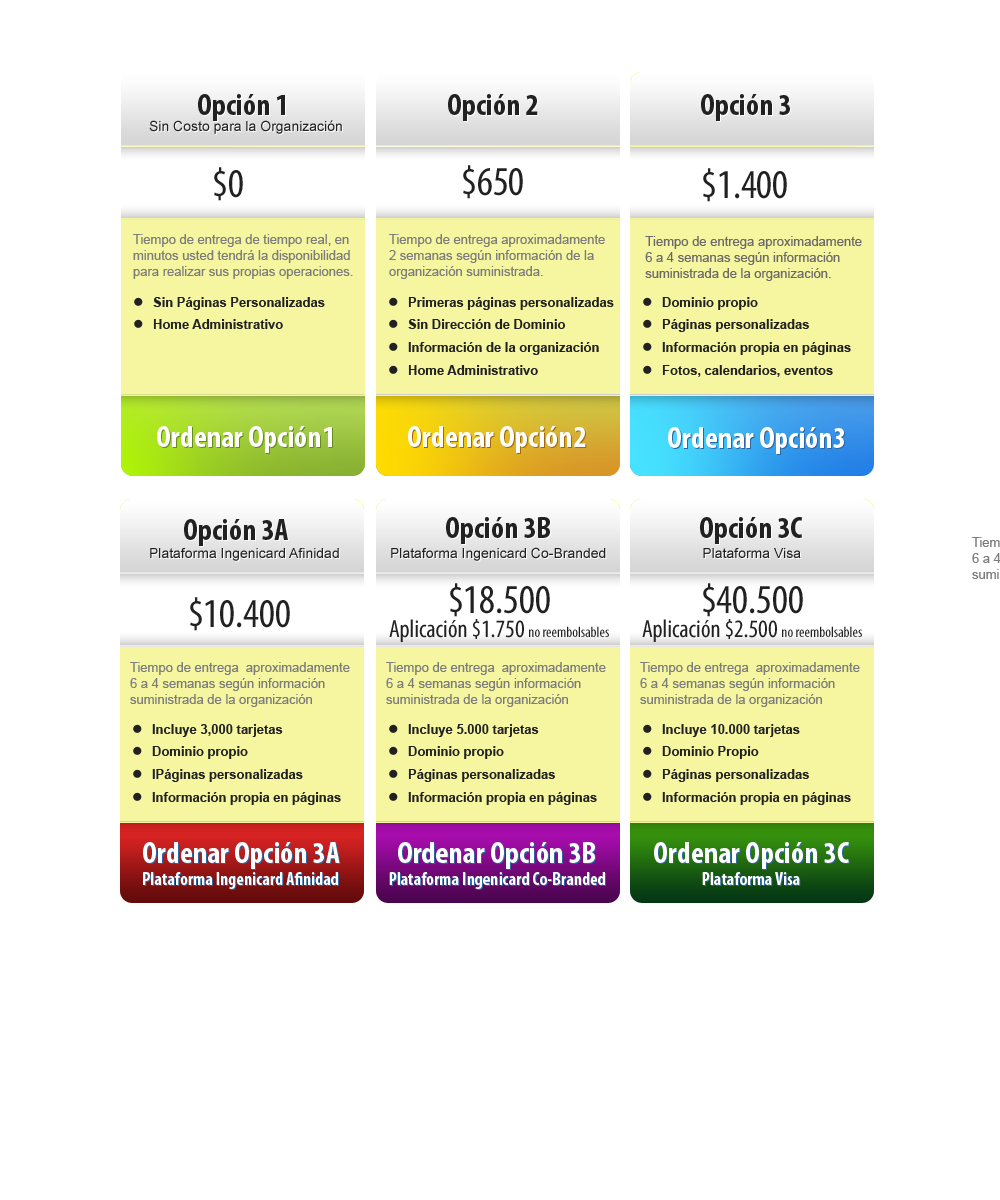 Opción 1
Sin Costo para la Organización
$0
Tiempo de entrega de tiempo real, en
minutos usted tendrá la disponibilidad
para realizar sus propias operaciones.
Sin Páginas Personalizadas
Home Administrativo
Ordenar Opción1
Opción 2
$650
Tiempo de entrega aproximadamente
2 semanas según información de la
organización suministrada.
Primeras páginas personalizadas
Sin Dirección de Dominio
Información de la organización
Home Administrativo
Ordenar Opción2
Opción 3
$1.400
Tiempo de entrega aproximadamente
6 a 4 semanas según información
suministrada de la organización.
Dominio propio
Páginas personalizadas
Información propia en páginas
Fotos, calendarios, eventos
Ordenar Opción3
Opción 3A
Plataforma Ingenicard Afinidad
$10.400
Tiempo de entrega aproximadamente
6 a 4 semanas según información
suministrada de la organización
Incluye 3,000 tarjetas
Dominio propio
IPáginas personalizadas
Información propia en páginas
Ordenar Opción 3A
Plataforma Ingenicard Afinidad
Opción 3B
Plataforma Ingenicard Co-Branded
$18.500
Aplicación $1.750 no reembolsables
Tiempo de entrega aproximadamente
6 a 4 semanas según información
suministrada de la organización
Incluye 5.000 tarjetas
Dominio propio
Páginas personalizadas
Información propia en páginas
Ordenar Opción 3B
Plataforma Ingenicard Co-Branded
Opción 3C
Plataforma Visa
$40.500
Aplicación $2.500 no reembolsables
Tiempo de entrega aproximadamente
6 a 4 semanas según información
suministrada de la organización
Incluye 10.000 tarjetas
Dominio Propio
Páginas personalizadas
Información propia en páginas
Ordenar Opción 3C
Plataforma Visa
Tiem
6 a 4
sumi